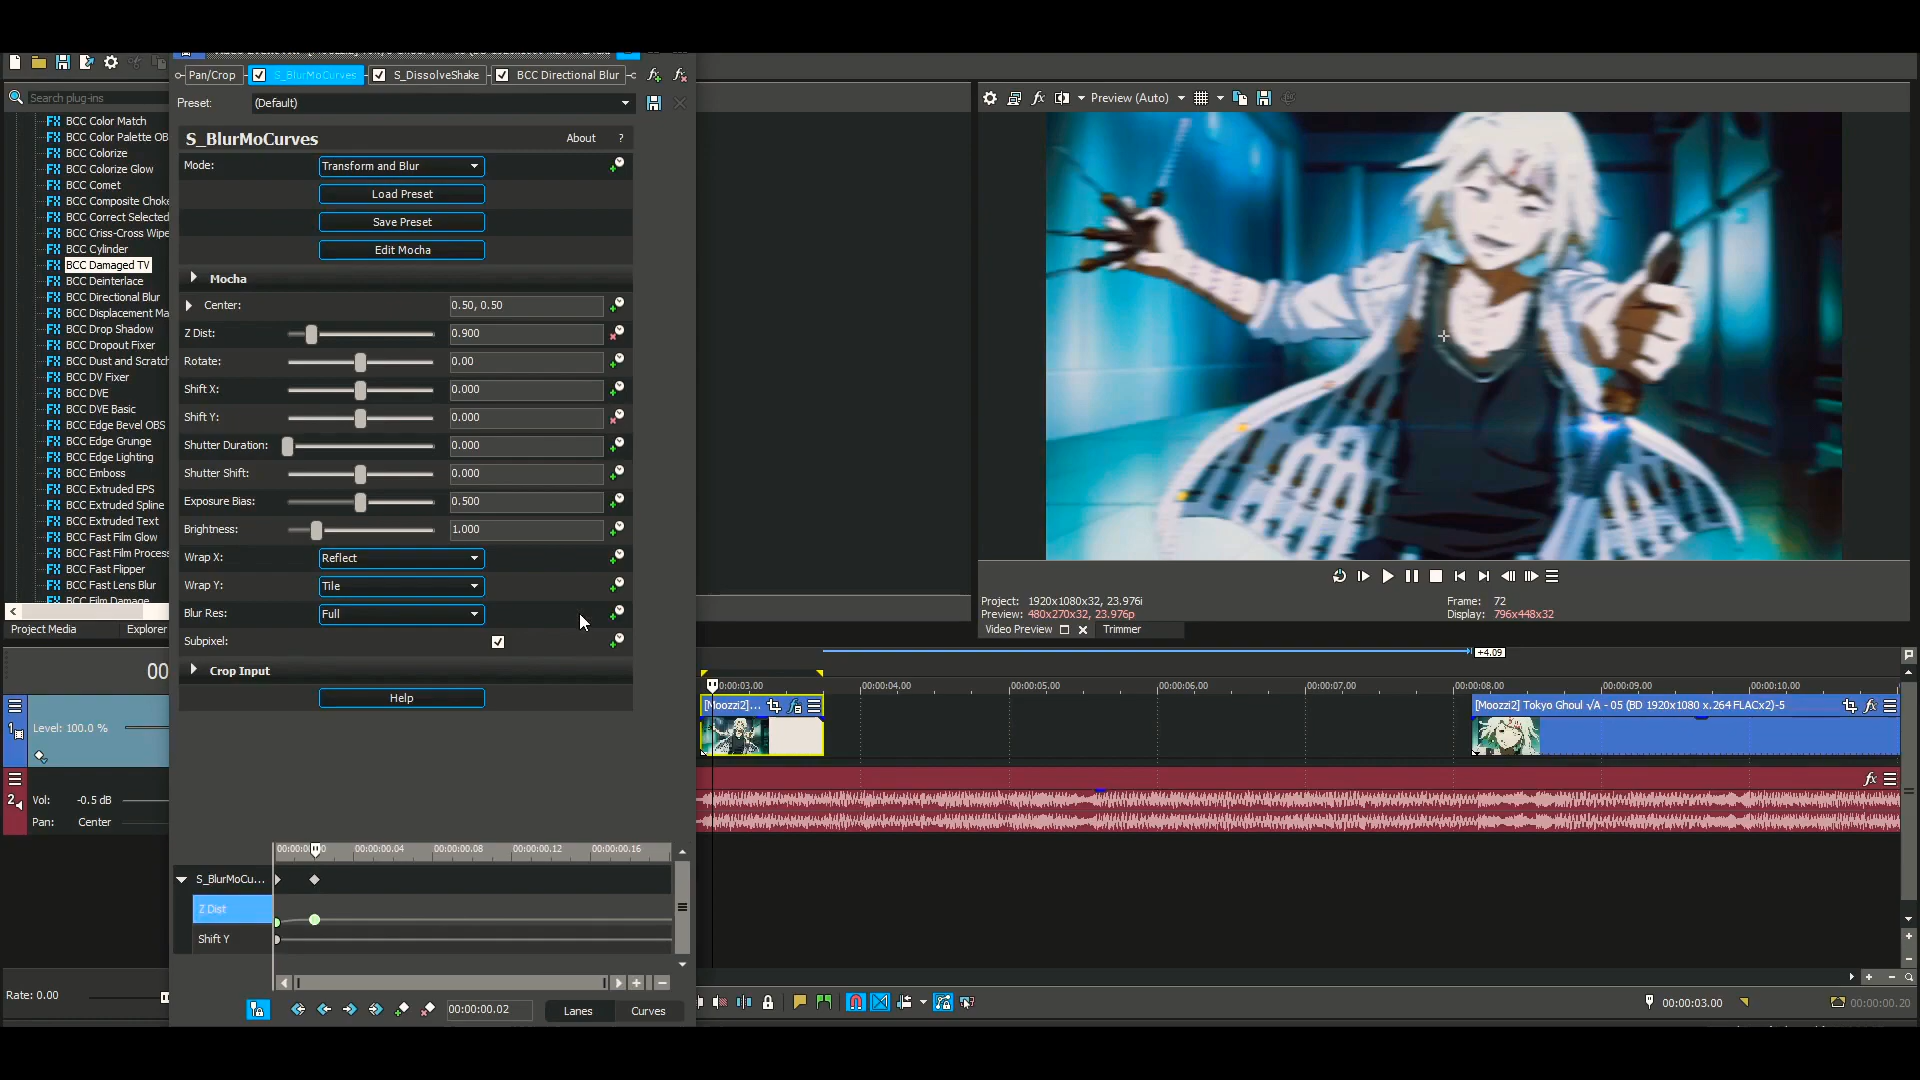 Pan/Crop
S_BlurMoCurves
S_DissolveShake
BCC Directional Blur
Preset:
(Default)
S_BlurMoCurves
About
?
Mode:
Transform and Blur
Load Preset
Save Preset
Edit Mocha
Mocha
Center:
0.50, 0.50
Z Dist:
0.900
Rotate:
0.00
Shift X:
0.000
Shift Y:
0.000
Shutter Duration:
0.000
Shutter Shift:
0.000
Exposure Bias:
0.500
Brightness:
1.000
Wrap X:
Reflect
Wrap Y:
Tile
Blur Res:
Full
Subpixel:
Crop Input
Help
Search plug-ins
BCC Color Match
BCC Color Palette OB
BCC Colorize
BCC Colorize Glow
BCC Comet
BCC Composite Choke
BCC Correct Selected
BCC Criss-Cross Wipe
BCC Cylinder
BCC Damaged TV
BCC Deinterlace
BCC Directional Blur
BCC Displacement Ma
BCC Drop Shadow
BCC Dropout Fixer
BCC Dust and Scratch
BCC DV Fixer
BCC DVE
BCC DVE Basic
BCC Edge Bevel OBS
BCC Edge Grunge
BCC Edge Lighting
BCC Emboss
BCC Extruded EPS
BCC Extruded Spline
BCC Extruded Text
BCC Fast Film Glow
BCC Fast Film Process
BCC Fast Flipper
BCC Fast Lens Blur
BCC Film Damage
Project Media
Explorer
Preview (Auto)
Project: 1920x1080x32, 23.976i
Preview: 480x270x32, 23.976p
Frame: 72
Display: 796x448x32
Video Preview
Trimmer
+4.09
00
0:00:03.00
00:00:04.00
00:00:05.00
00:00:06.00
00:00:07.00
00:00:08.00
00:00:09.00
00:00:10.00
1
Level: 100.0 %
[Moozzi2]...
[Moozzi2] Tokyo Ghoul √A - 05 (BD 1920x1080 x.264 FLACx2)-5
2
Vol:
-0.5 dB
Pan:
Center
00:00:00.04
00:00:00.08
00:00:00.12
00:00:00.16
S_BlurMoCu...
Z Dist
Shift Y
Rate: 0.00
00:00:00.02
Lanes
Curves
00:00:03.00
00:00:00.20